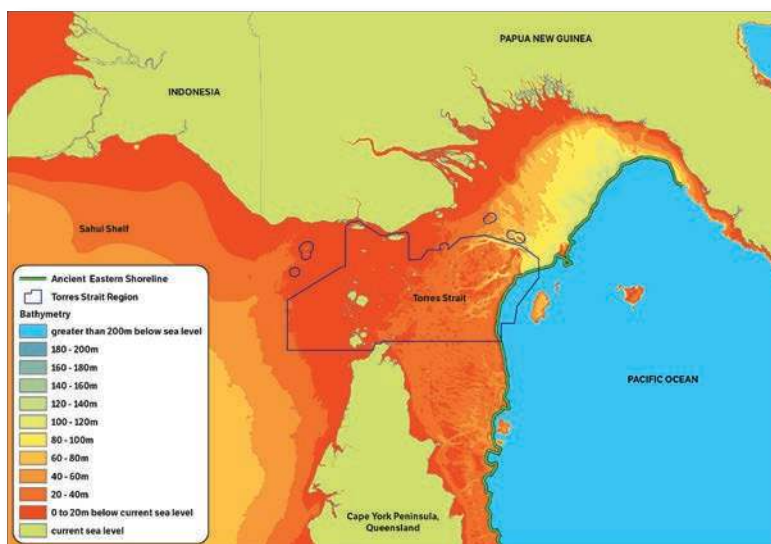 PAPUA NEW GUINEA
INDONESIA
Sahul Shelf
Torres Strait
PACIFIC OCEAN
Cape York Peninsula,
Queensland
Ancient Eastern Shoreline
Torres Strait Region
Bathymetry
greater than 200m below sea level
180 - 200m
160 - 180m
140 - 160m
120 - 140m
100 - 120m
80 - 100m
60 - 80m
40 - 60m
20 - 40m
0 to 20m below current sea level
current sea level